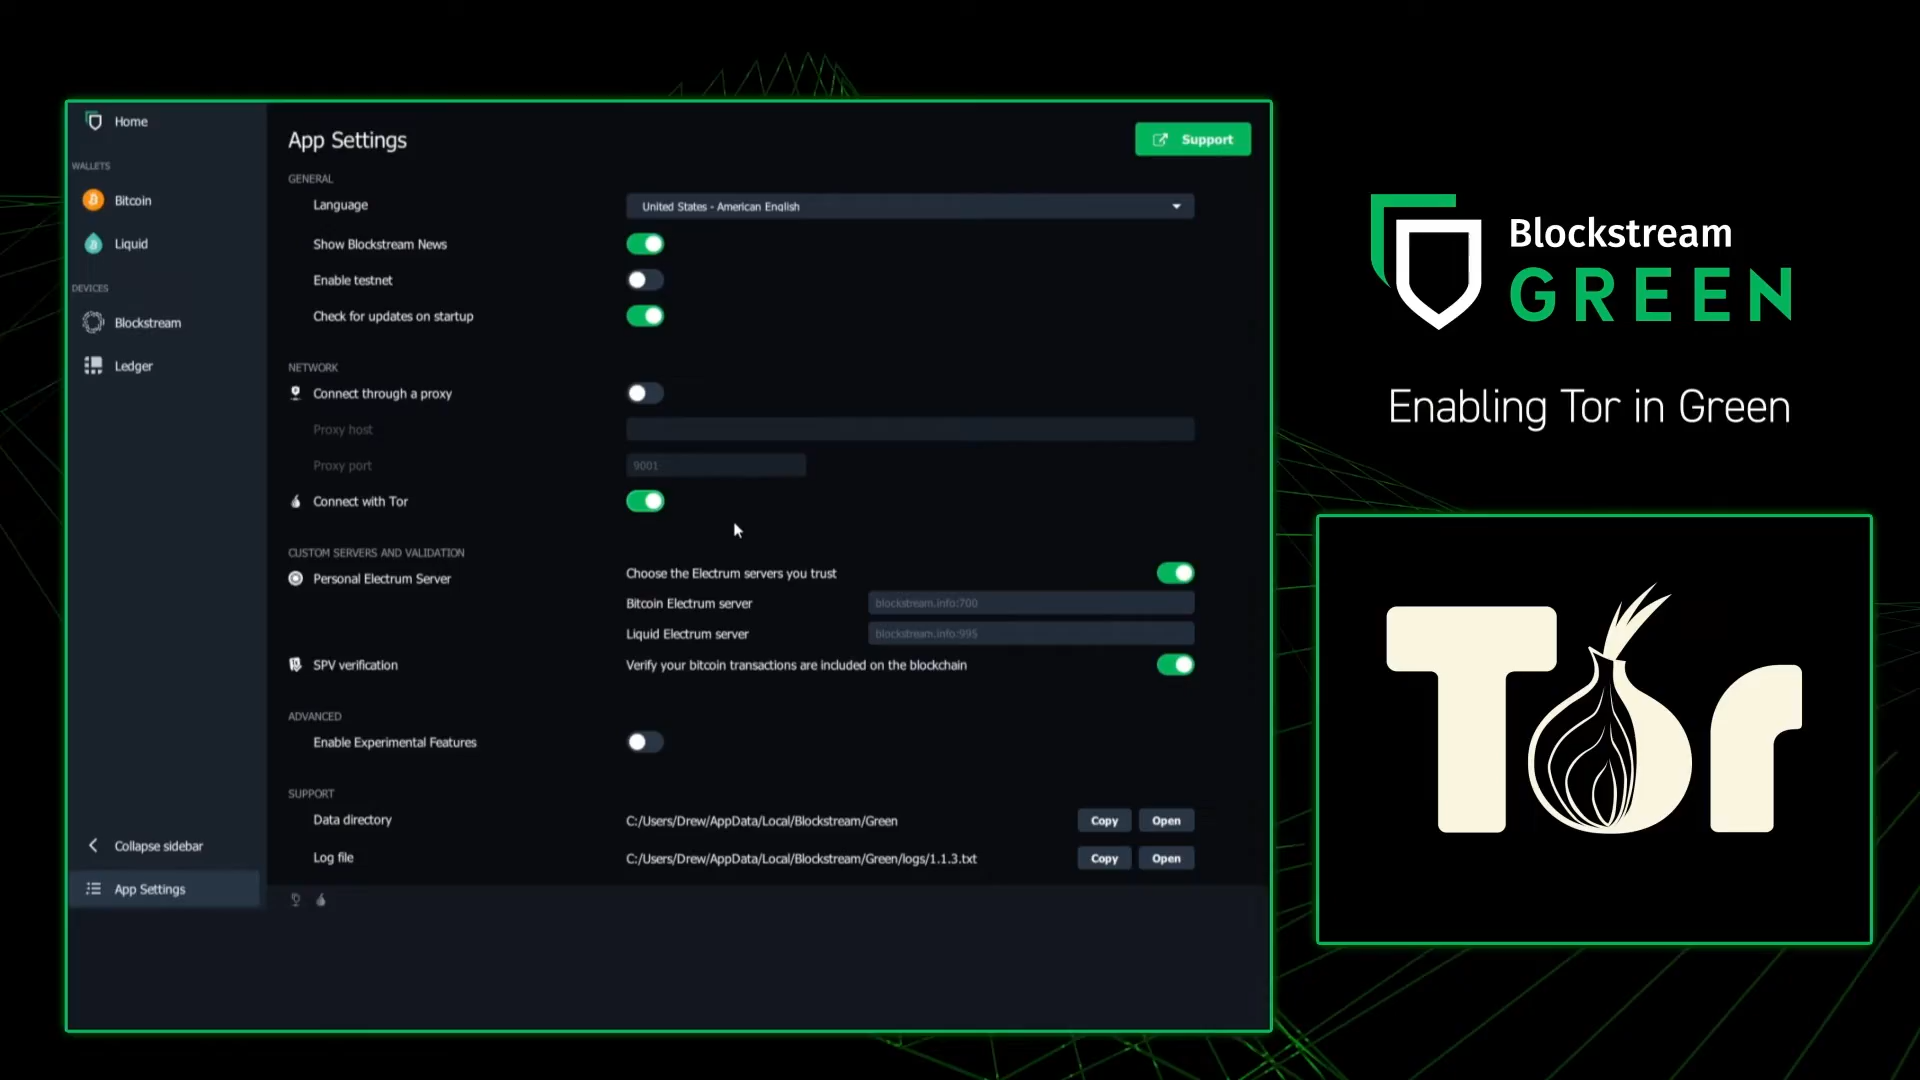 Home
WALLETS
Bitcoin
Liquid
DEVICES
Blockstream
Ledger
Collapse sidebar
App Settings
App Settings
Support
GENERAL
Language
United States - American English
Show Blockstream News
Enable testnet
Check for updates on startup
NETWORK
Connect through a proxy
Proxy host
Proxy port
9001
Connect with Tor
CUSTOM SERVERS AND VALIDATION
Personal Electrum Server
Choose the Electrum servers you trust
Bitcoin Electrum server
blockstream.info:700
Liquid Electrum server
blockstream.info:995
SPV verification
Verify your bitcoin transactions are included on the blockchain
ADVANCED
Enable Experimental Features
SUPPORT
Data directory
C:/Users/Drew/AppData/Local/Blockstream/Green
Copy
Open
Log file
C:/Users/Drew/AppData/Local/Blockstream/Green/logs/1.1.3.txt
Copy
Open
Blockstream
GREEN
Enabling Tor in Green
Tor